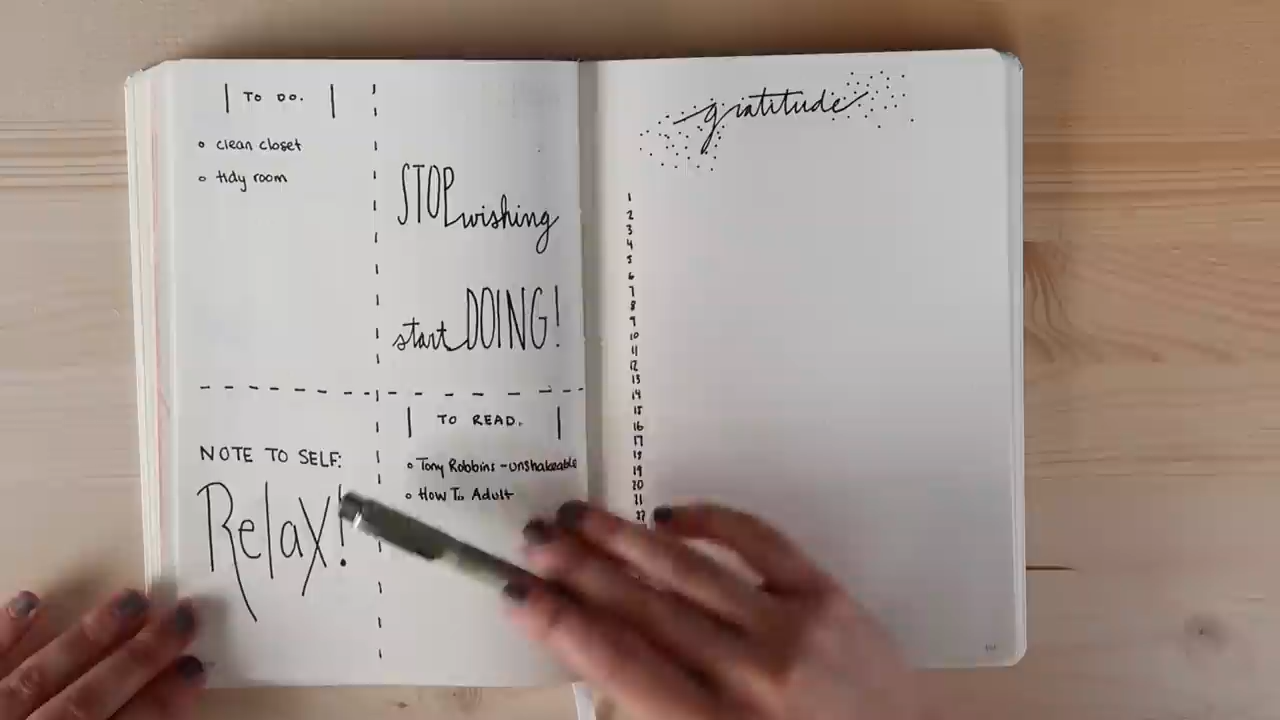 TO DO.
clean closet
tidy room
STOP wishing
start DOING!
NOTE TO SELF:
Relax!
TO READ.
Tony Robbins - unshakeable
How To Adult
gratitude
1
2
3
4
5
6
7
8
9
10
11
12
13
14
15
16
17
18
19
20
21
22